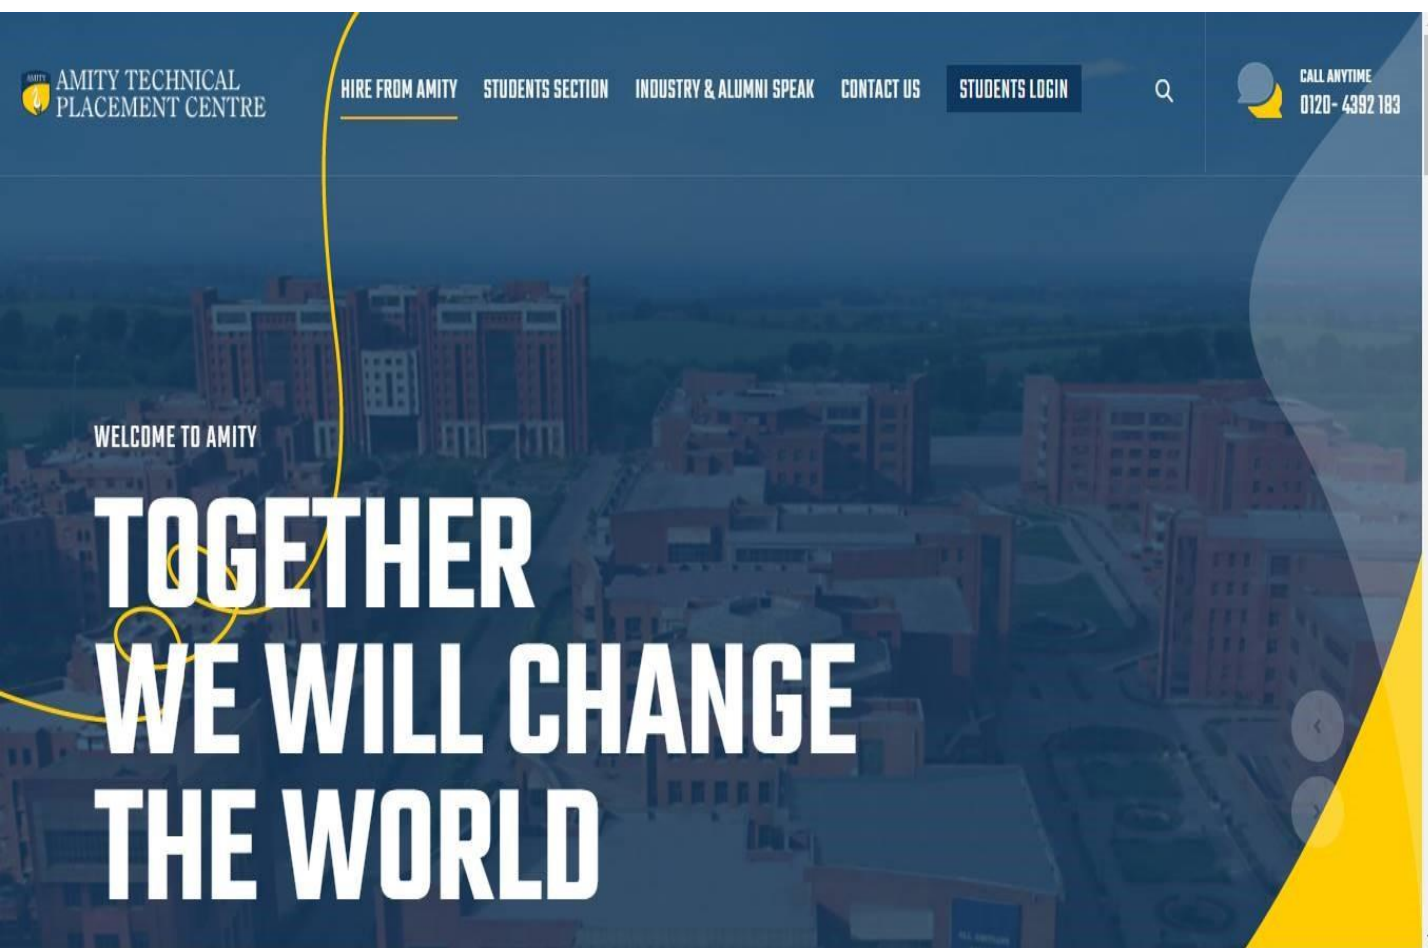 AMITY
AMITY TECHNICAL
PLACEMENT CENTRE
HIRE FROM AMITY
STUDENTS SECTION
INDUSTRY & ALUMNI SPEAK
CONTACT US
STUDENTS LOGIN
CALL ANYTIME
0120- 4392 183
WELCOME TO AMITY
TOGETHER
WE WILL CHANGE
THE WORLD